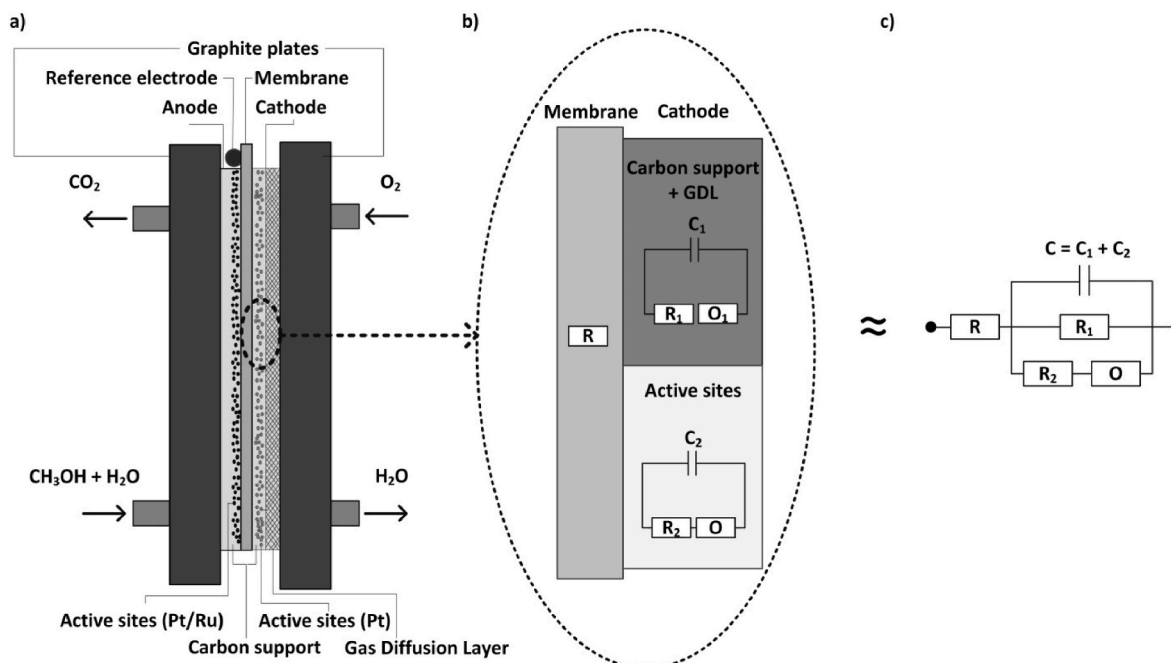 a)
Graphite plates
Reference electrode
Membrane
Anode
Cathode
CO₂
O₂
CH₃OH + H₂O
H₂O
Active sites (Pt/Ru)
Active sites (Pt)
Carbon support
Gas Diffusion Layer
b)
Membrane
Cathode
Carbon support
+ GDL
C₁
R₁
O₁
R
Active sites
C₂
R₂
O
c)
C = C₁ + C₂
≈
R
R₁
R₂
O